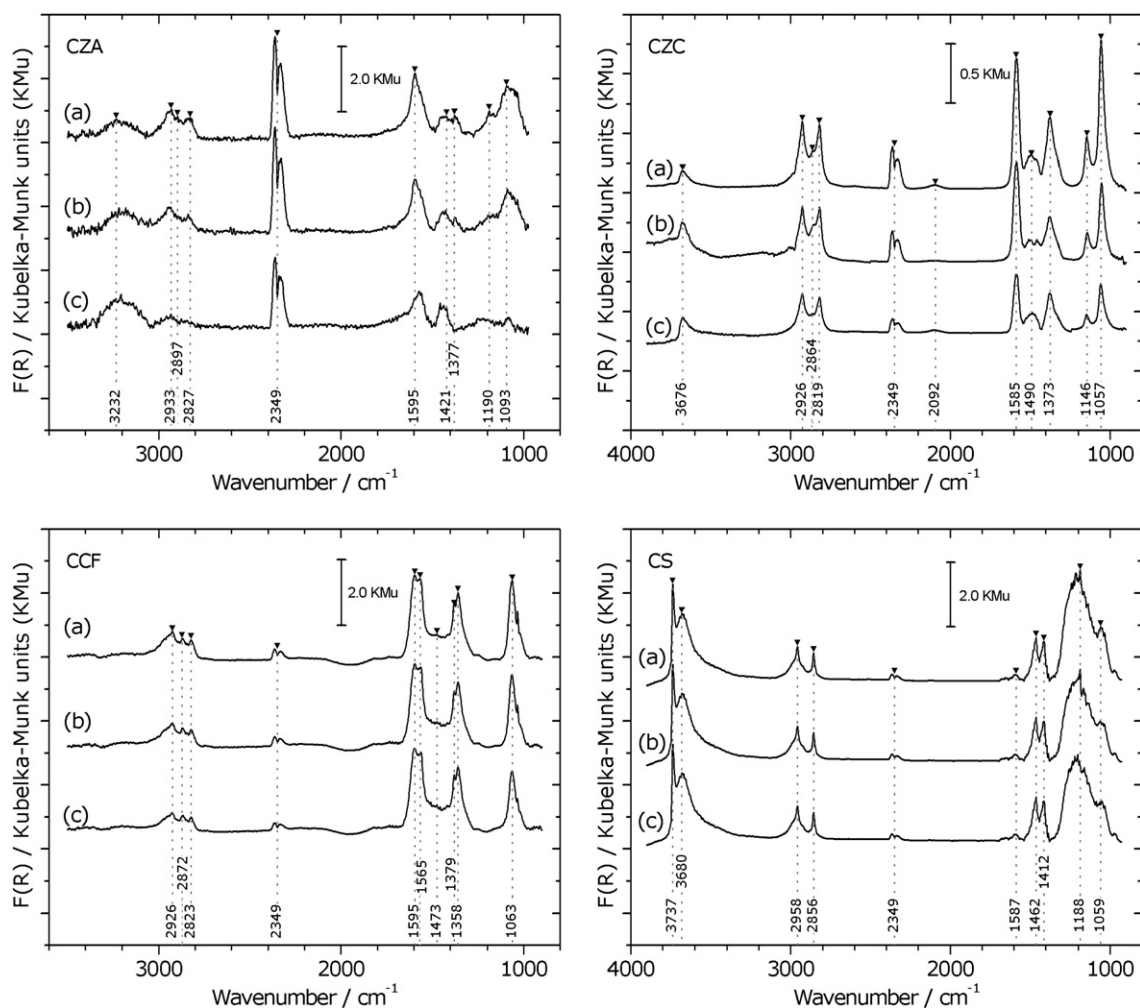 CZA
2.0 KMu
(a)
(b)
(c)
F(R) / Kubelka-Munk units (KMu)
3232
2933
2897
2827
2349
1595
1421
1377
1190
1093
3000
2000
1000
Wavenumber / cm⁻¹
CZC
0.5 KMu
(a)
(b)
(c)
F(R) / Kubelka-Munk units (KMu)
3676
2926
2864
2819
2349
2092
1585
1490
1373
1146
1057
4000
3000
2000
1000
Wavenumber / cm⁻¹
CCF
2.0 KMu
(a)
(b)
(c)
F(R) / Kubelka-Munk units (KMu)
2926
2872
2823
2349
1595
1565
1473
1379
1358
1063
3000
2000
1000
Wavenumber / cm⁻¹
CS
2.0 KMu
(a)
(b)
(c)
F(R) / Kubelka-Munk units (KMu)
3737
3680
2958
2856
2349
1587
1462
1412
1188
1059
4000
3000
2000
1000
Wavenumber / cm⁻¹